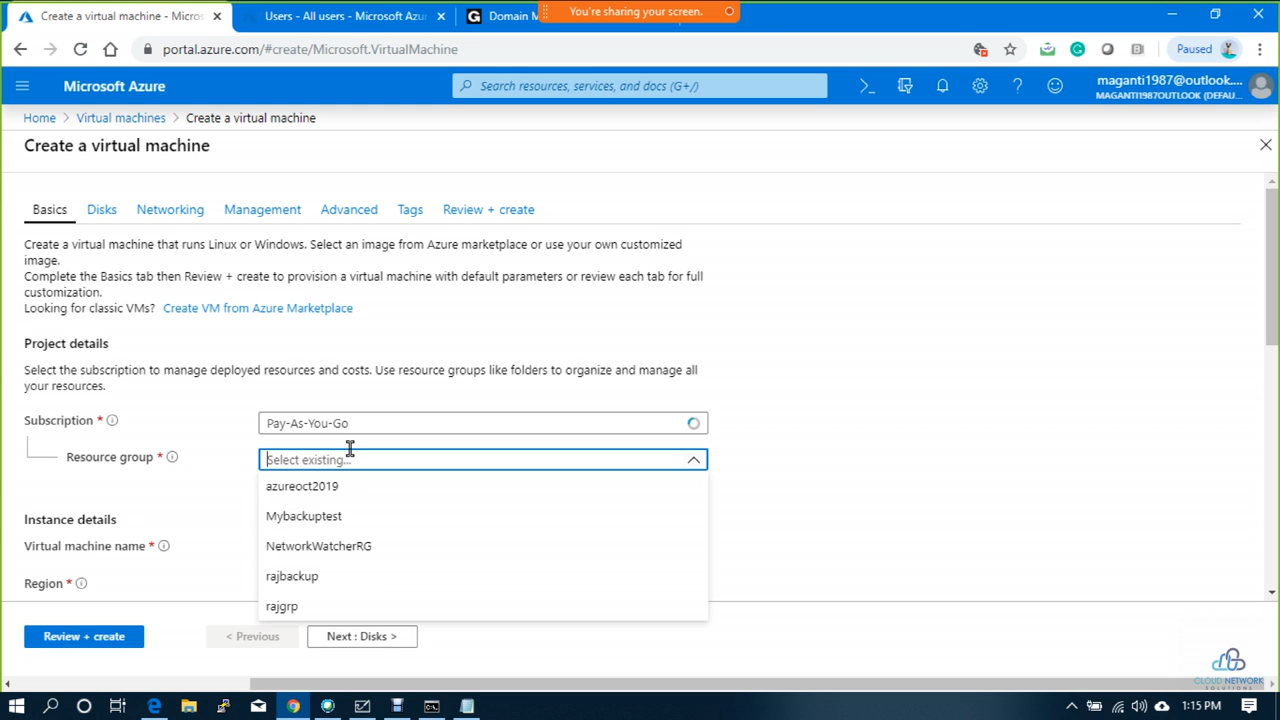 Create a virtual machine - Micros
Users - All users - Microsoft Azur
Domain M
You're sharing your screen.
portal.azure.com/#create/Microsoft.VirtualMachine
Paused
Microsoft Azure
Search resources, services, and docs (G+/)
maganti1987@outlook....
MAGANTI1987OUTLOOK (DEFAU...
Home > Virtual machines > Create a virtual machine
Create a virtual machine
Basics Disks Networking Management Advanced Tags Review + create
Create a virtual machine that runs Linux or Windows. Select an image from Azure marketplace or use your own customized
image.
Complete the Basics tab then Review + create to provision a virtual machine with default parameters or review each tab for full
customization.
Looking for classic VMs? Create VM from Azure Marketplace
Project details
Select the subscription to manage deployed resources and costs. Use resource groups like folders to organize and manage all
your resources.
Subscription *
Pay-As-You-Go
Resource group *
Select existing...
azureoct2019
Mybackuptest
NetworkWatcherRG
rajbackup
rajgrp
Instance details
Virtual machine name *
Region *
Review + create
< Previous
Next : Disks >
CLOUD NETWORK
SOLUTIONS
1:15 PM